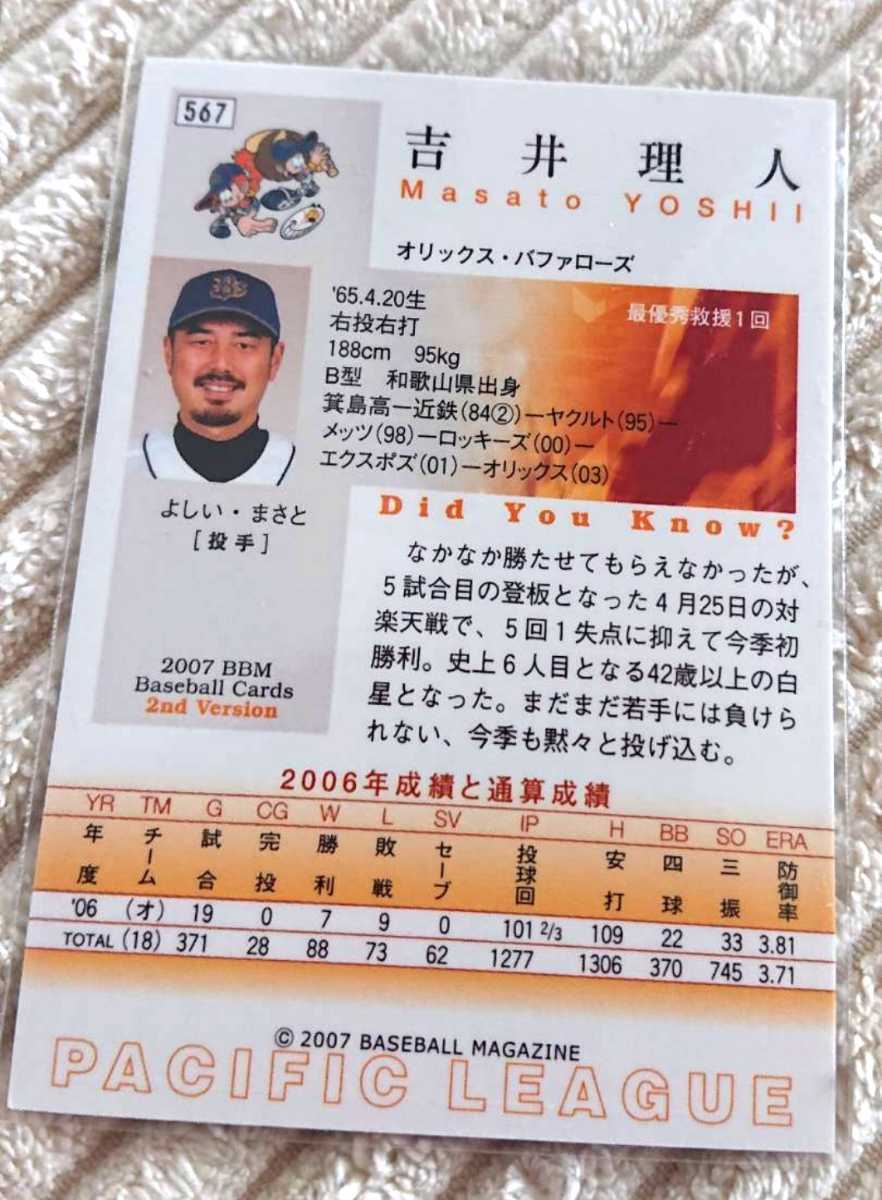 567
吉井理人
Masato YOSHII
オリックス・バファローズ
'65.4.20生
右投右打
188cm 95kg
B型 和歌山県出身
箕島高ー近鉄(84②)ーヤクルト(95)ー
メッツ(98)ーロッキーズ(00)ー
エクスポズ(01)ーオリックス(03)
最優秀救援1回
よしい・まさと
[投手]
2007 BBM
Baseball Cards
2nd Version
Did You Know?
なかなか勝たせてもらえなかったが、
5試合目の登板となった4月25日の対
楽天戦で、5回1失点に抑えて今季初
勝利。史上6人目となる42歳以上の白
星となった。まだまだ若手には負けら
れない、今季も黙々と投げ込む。
2006年成績と通算成績
YR TM G CG W L SV IP H BB SO ERA
年度 チーム 試合 完投 勝利 敗戦 セーブ 投球回 安打 四球 三振 防御率
'06 (オ) 19 0 7 9 0 101 2/3 109 22 33 3.81
TOTAL (18) 371 28 88 73 62 1277 1306 370 745 3.71
© 2007 BASEBALL MAGAZINE
PACIFIC LEAGUE